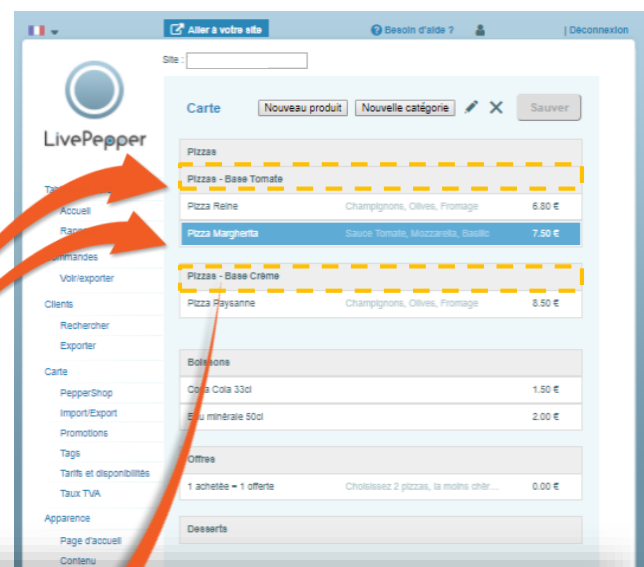 Aller à votre site
Besoin d'aide ?
| Déconnexion
Site :
LivePepper
Carte
Nouveau produit
Nouvelle catégorie
Sauver
Pizzas
Pizzas - Base Tomate
Pizza Reine Champignons, Olives, Fromage 6.80 €
Pizza Margherita Sauce Tomate, Mozzarella, Basilic 7.50 €
Pizzas - Base Crème
Pizza Paysanne Champignons, Olives, Fromage 8.50 €
Boissons
Coca Cola 33cl 1.50 €
Eau minérale 50cl 2.00 €
Offres
1 achetée = 1 offerte Choisissez 2 pizzas, la moins chèr... 0.00 €
Desserts
Accueil
Voir/exporter
Clients
Rechercher
Exporter
Carte
PepperShop
Import/Export
Promotions
Tags
Tarifs et disponibilités
Taux TVA
Apparence
Page d'accueil
Contenu